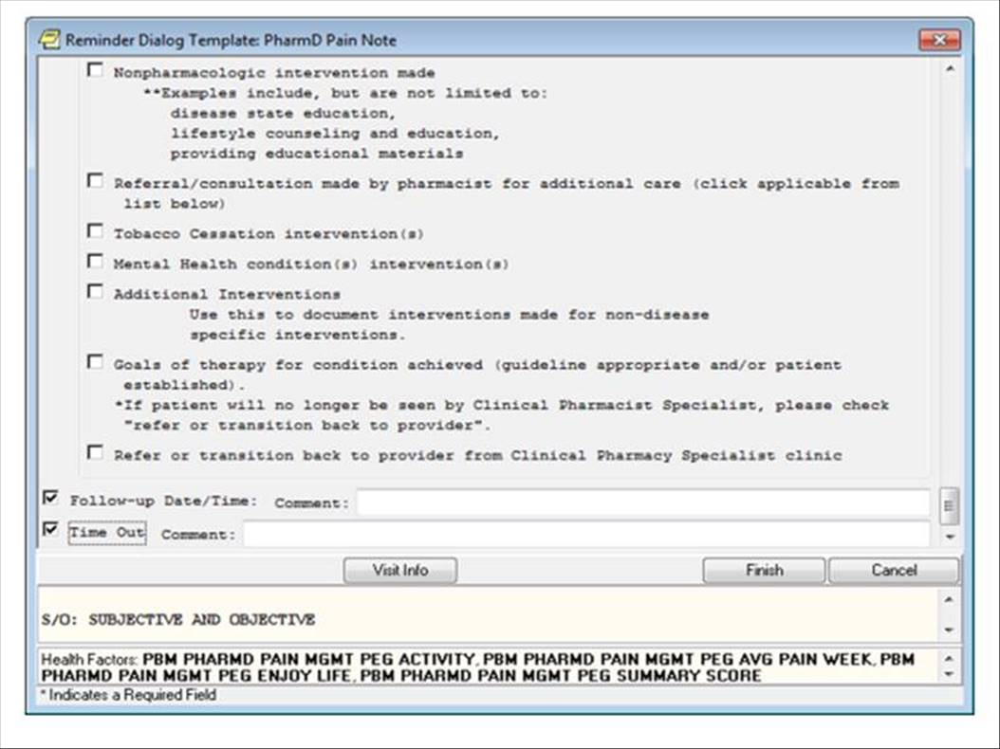 Reminder Dialog Template: PharmD Pain Note
Nonpharmacologic intervention made
**Examples include, but are not limited to:
disease state education,
lifestyle counseling and education,
providing educational materials
Referral/consultation made by pharmacist for additional care (click applicable from
list below)
Tobacco Cessation intervention(s)
Mental Health condition(s) intervention(s)
Additional Interventions
Use this to document interventions made for non-disease
specific interventions.
Goals of therapy for condition achieved (guideline appropriate and/or patient
established).
*If patient will no longer be seen by Clinical Pharmacist Specialist, please check
"refer or transition back to provider".
Refer or transition back to provider from Clinical Pharmacy Specialist clinic
Follow-up Date/Time: Comment:
Time Out Comment:
Visit Info Finish Cancel
S/O: SUBJECTIVE AND OBJECTIVE
Health Factors: PBM PHARMD PAIN MGMT PEG ACTIVITY, PBM PHARMD PAIN MGMT PEG AVG PAIN WEEK, PBM
PHARMD PAIN MGMT PEG ENJOY LIFE, PBM PHARMD PAIN MGMT PEG SUMMARY SCORE
* Indicates a Required Field